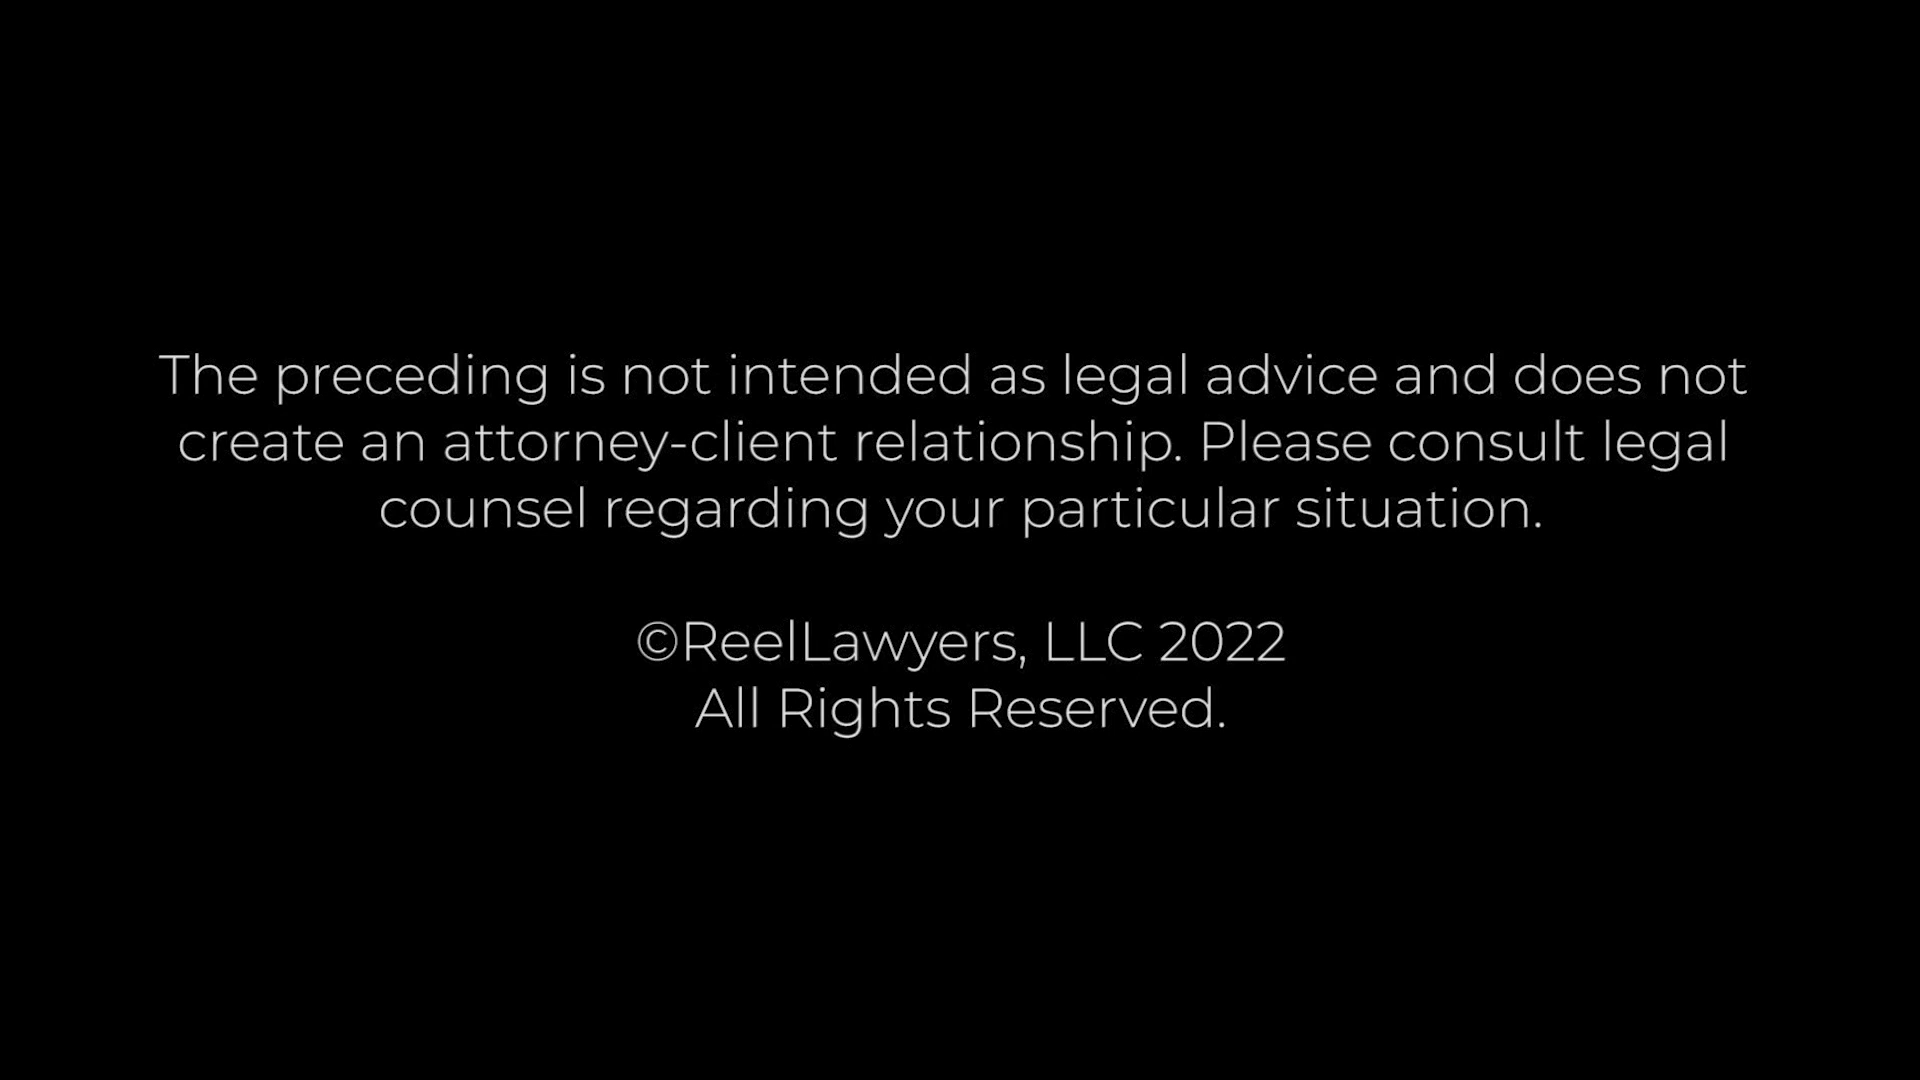 The preceding is not intended as legal advice and does not
create an attorney-client relationship. Please consult legal
counsel regarding your particular situation.
©ReelLawyers, LLC 2022
All Rights Reserved.